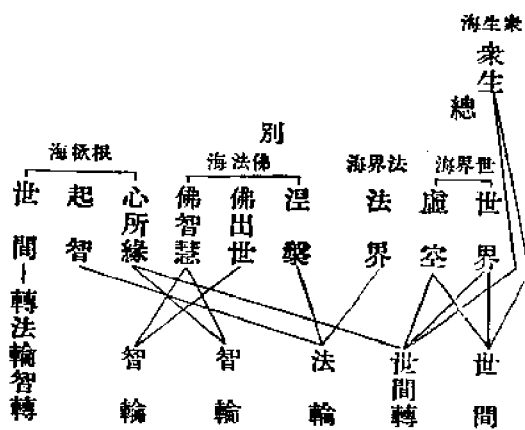 衆生海
衆生
總
別
世界海
法界海
佛法海
根欲海
世界
虛空
法界
涅槃
佛出世
佛智慧
心所緣
起智
世間－轉法輪智轉
世間
世間轉
法輪
智輪
智輪